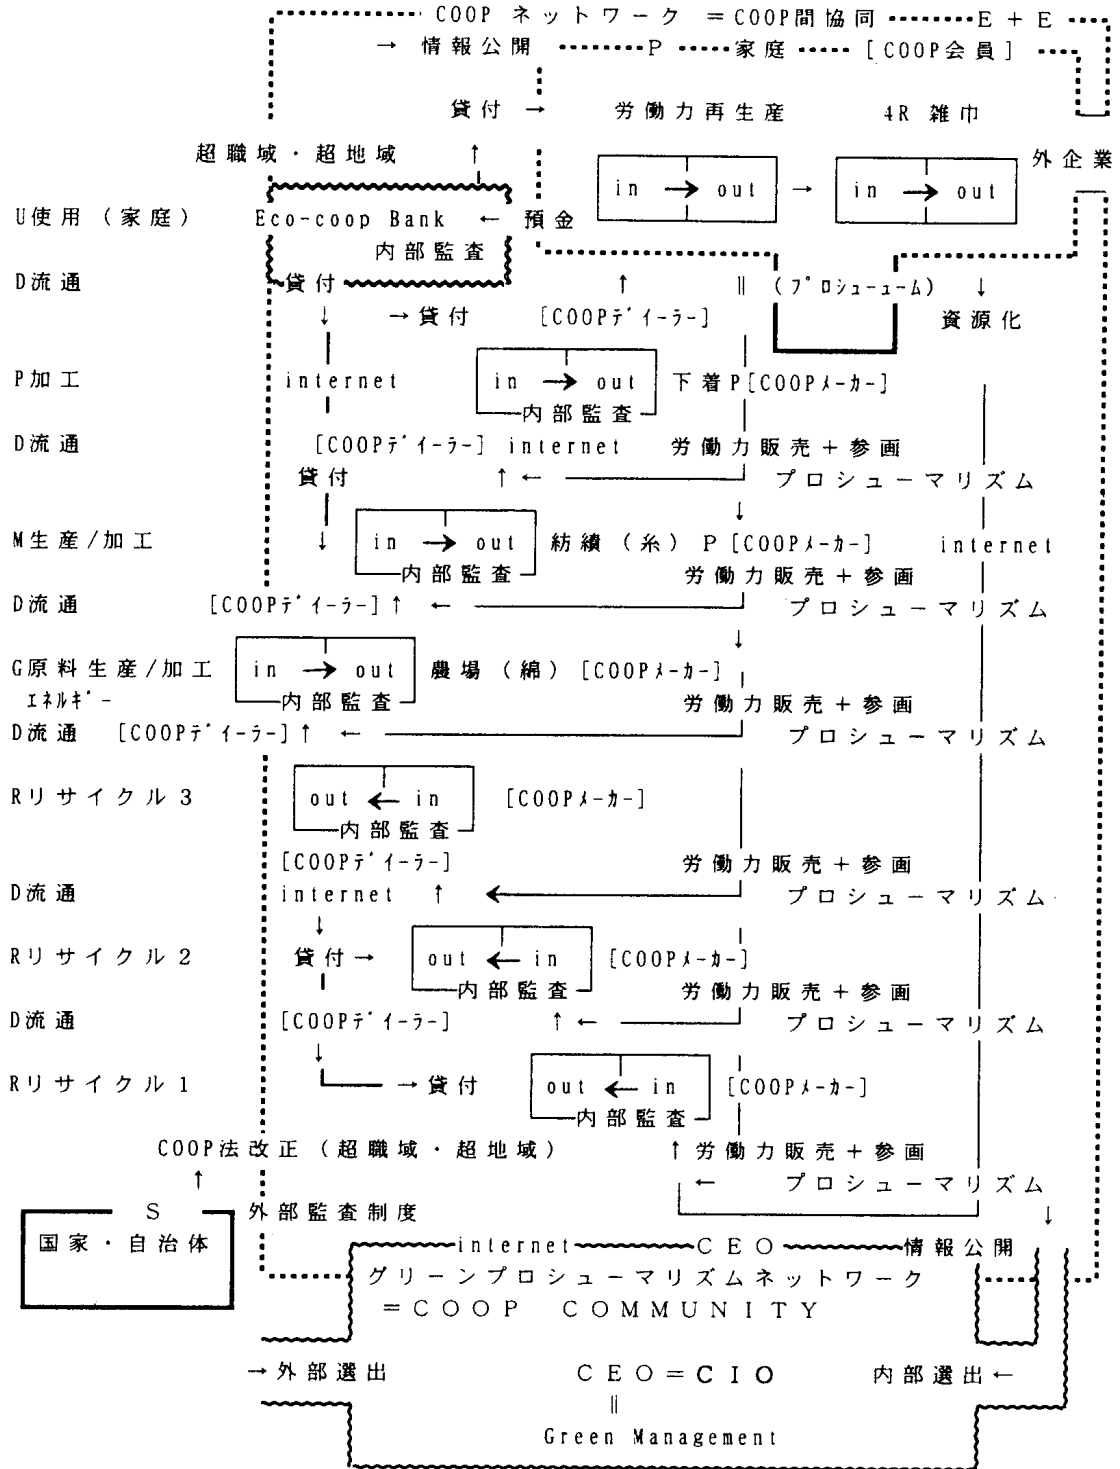 COOP ネットワーク =COOP間協同 E+E
→ 情報公開 P 家庭 [COOP会員]
貸付 → 労働力再生産 4R 雑巾
超職域・超地域 ↑ 外企業
in → out → in → out
U使用(家庭) Eco-coop Bank ← 預金
内部監査
D流通 貸付 ↑ ‖ (プロシューューム) ↓
↓ →貸付 [COOPデイーラー] 資源化
P加工 internet in → out 下着P[COOPメーカー]
内部監査
D流通 [COOPデイーラー] internet 労働力販売+参画
貸付 ↑ ← プロシューマリズム
↓
M生産/加工 ↓ in → out 紡績(糸) P [COOPメーカー] internet
内部監査 労働力販売+参画
D流通 [COOPデイーラー] ↑ ← プロシューマリズム
↓
G原料生産/加工 in → out 農場(綿) [COOPメーカー]
エネルギー 内部監査 労働力販売+参画
D流通 [COOPデイーラー] ↑ ← プロシューマリズム
Rリサイクル3 out ← in [COOPメーカー]
内部監査
[COOPデイーラー] 労働力販売+参画
D流通 internet ↑ ← プロシューマリズム
↓
Rリサイクル2 貸付→ out ← in [COOPメーカー]
内部監査 労働力販売+参画
D流通 [COOPデイーラー] ↑ ← プロシューマリズム
↓
Rリサイクル1 →貸付 out ← in [COOPメーカー]
内部監査
COOP法改正(超職域・超地域) ↑ 労働力販売+参画
↑ ← プロシューマリズム
S 外部監査制度 ↓
国家・自治体 internet CEO 情報公開
グリーンプロシューマリズムネットワーク
=COOP COMMUNITY
→外部選出 CEO=CIO 内部選出←
‖
Green Management